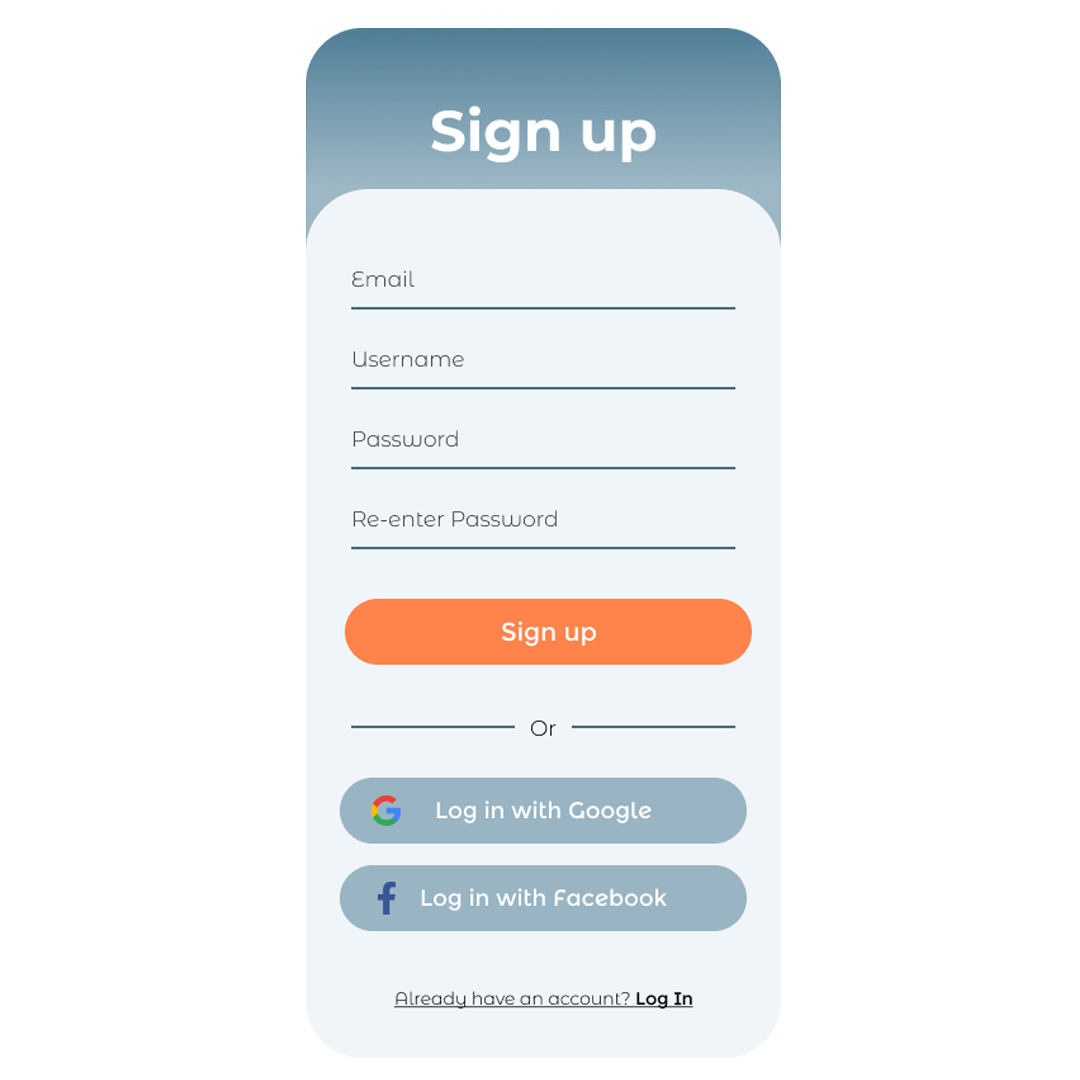 Sign up
Email
Username
Password
Re-enter Password
Sign up
Or
Log in with Google
Log in with Facebook
Already have an account? Log In